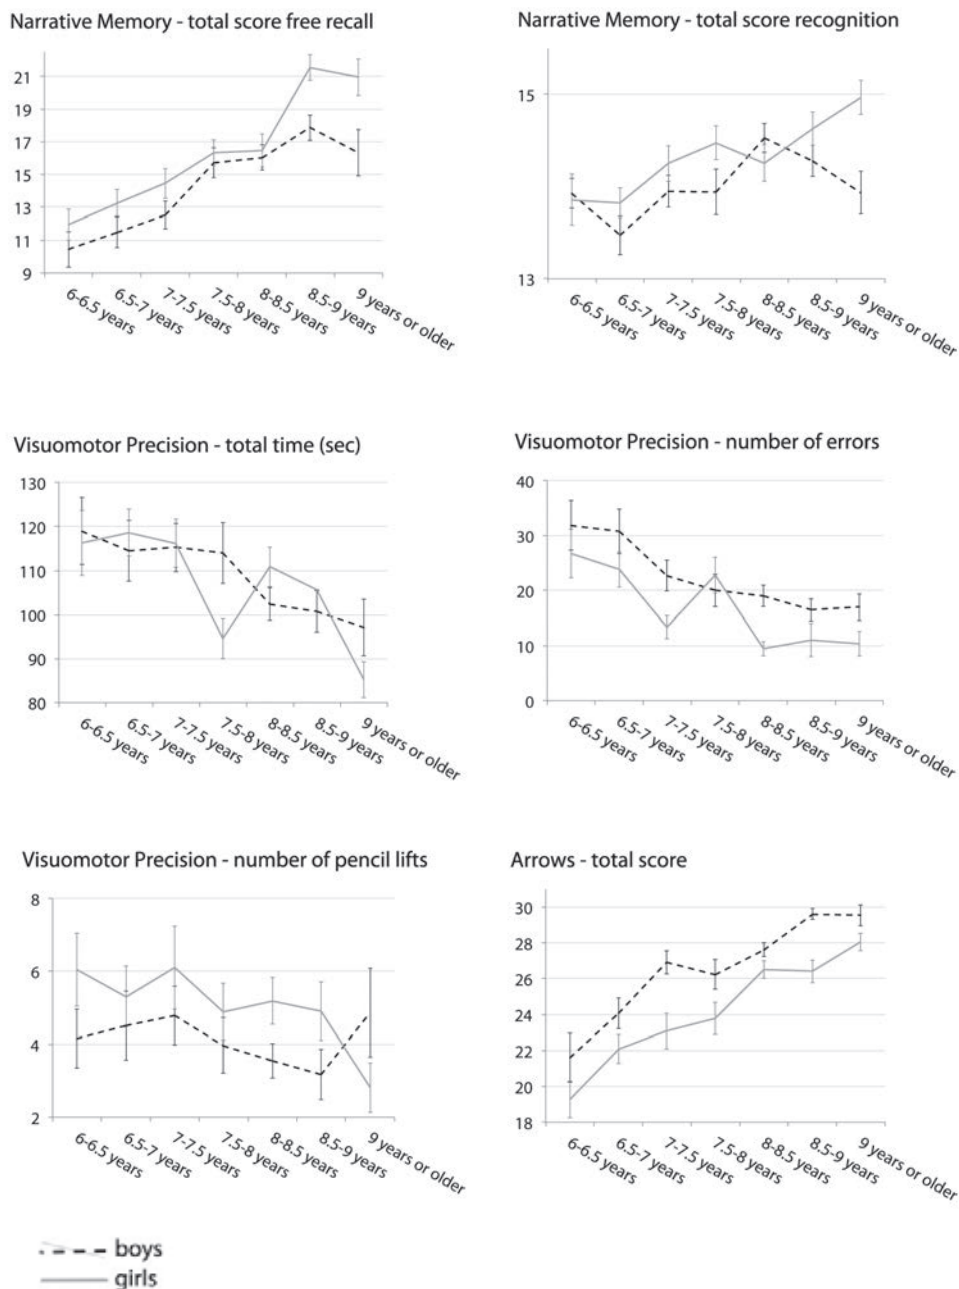 Narrative Memory - total score free recall
21
19
17
15
13
11
9
6-6.5 years
6.5-7 years
7-7.5 years
7.5-8 years
8-8.5 years
8.5-9 years
9 years or older
Narrative Memory - total score recognition
15
13
6-6.5 years
6.5-7 years
7-7.5 years
7.5-8 years
8-8.5 years
8.5-9 years
9 years or older
Visuomotor Precision - total time (sec)
130
120
110
100
90
80
6-6.5 years
6.5-7 years
7-7.5 years
7.5-8 years
8-8.5 years
8.5-9 years
9 years or older
Visuomotor Precision - number of errors
40
30
20
10
0
6-6.5 years
6.5-7 years
7-7.5 years
7.5-8 years
8-8.5 years
8.5-9 years
9 years or older
Visuomotor Precision - number of pencil lifts
8
6
4
2
6-6.5 years
6.5-7 years
7-7.5 years
7.5-8 years
8-8.5 years
8.5-9 years
9 years or older
Arrows - total score
30
28
26
24
22
20
18
6-6.5 years
6.5-7 years
7-7.5 years
7.5-8 years
8-8.5 years
8.5-9 years
9 years or older
boys
girls